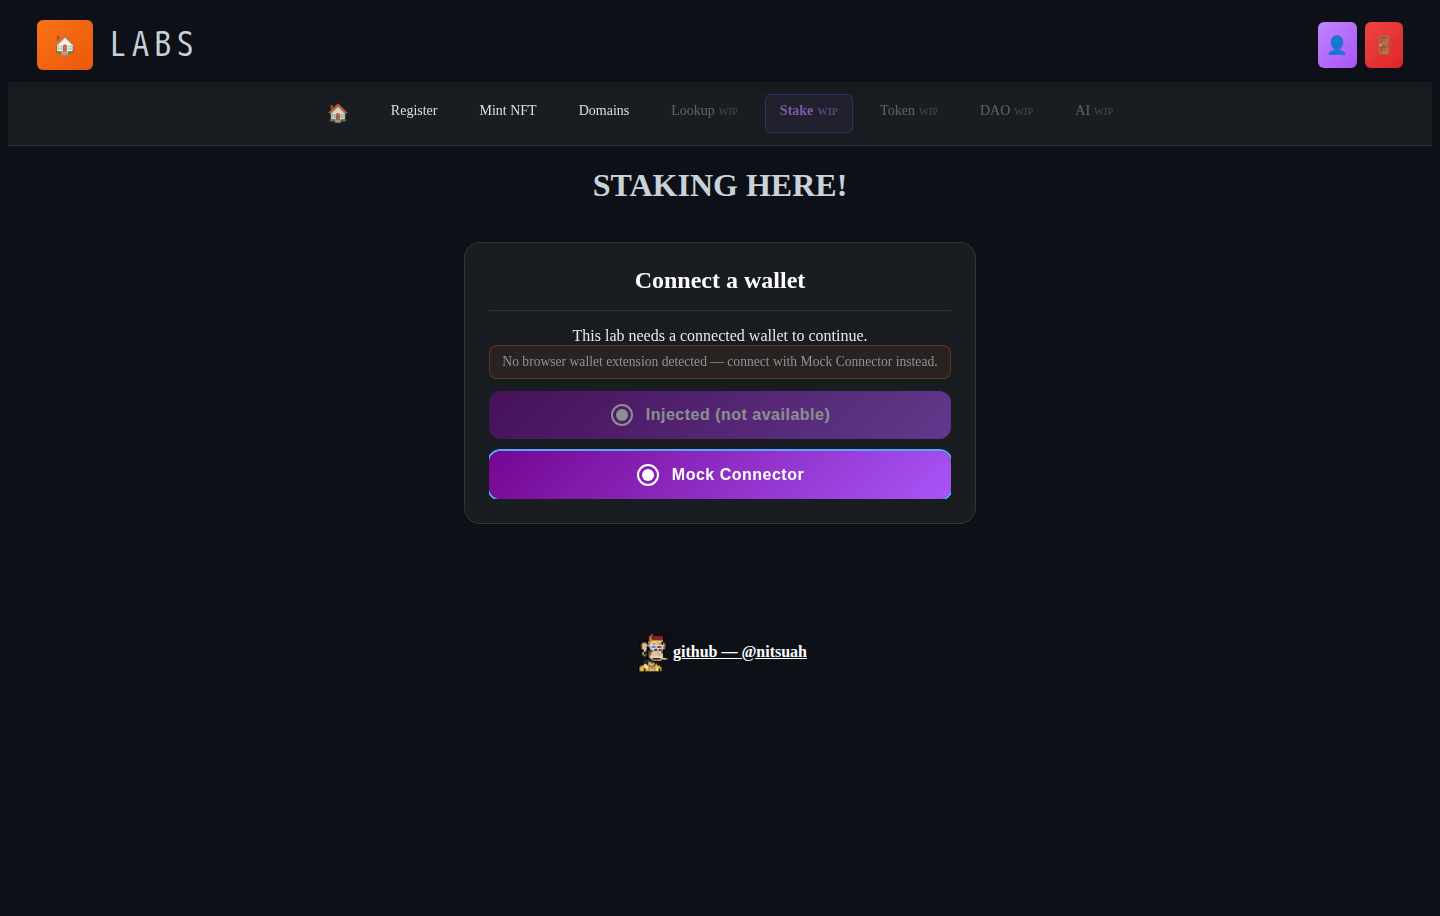 LABS
Register Mint NFT Domains Lookup WIP Stake WIP Token WIP DAO WIP AI WIP
STAKING HERE!
Connect a wallet
This lab needs a connected wallet to continue.
No browser wallet extension detected — connect with Mock Connector instead.
Injected (not available)
Mock Connector
github — @nitsuah